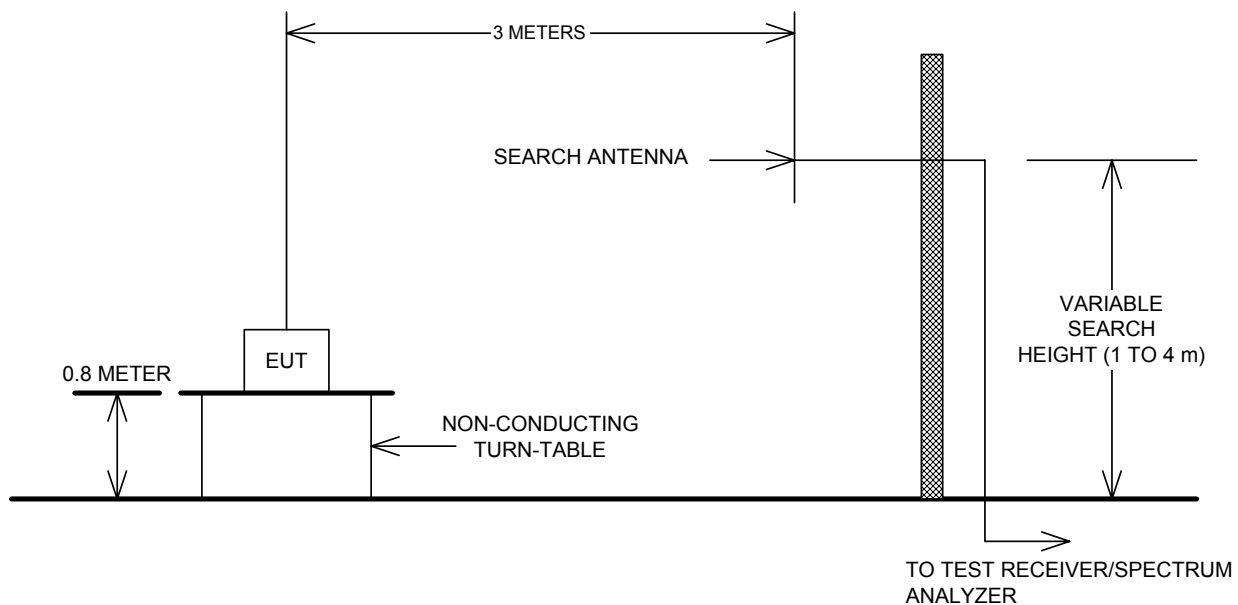 3 METERS
SEARCH ANTENNA
VARIABLE
SEARCH
HEIGHT (1 TO 4 m)
EUT
0.8 METER
NON-CONDUCTING
TURN-TABLE
TO TEST RECEIVER/SPECTRUM
ANALYZER